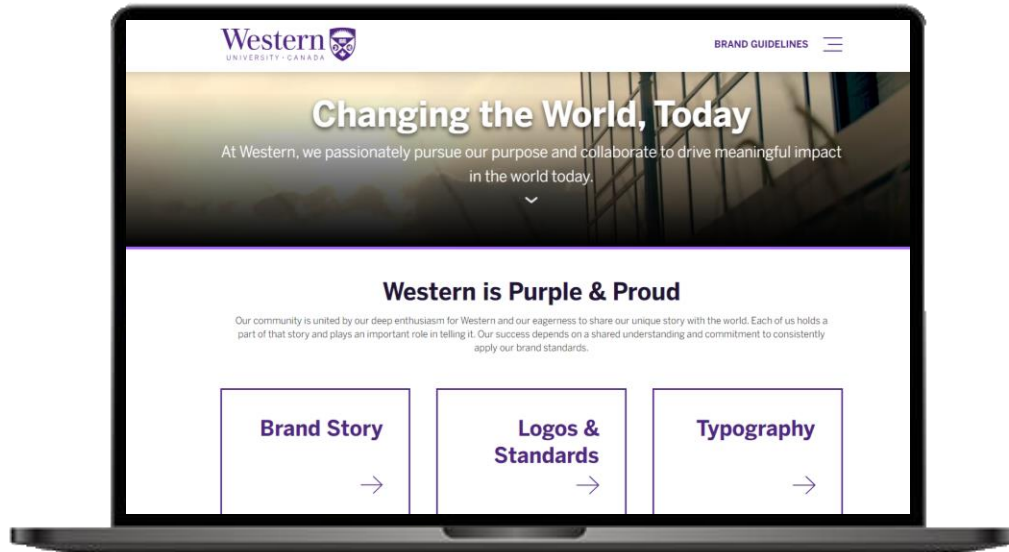 Western
UNIVERSITY · CANADA
BRAND GUIDELINES
Changing the World, Today
At Western, we passionately pursue our purpose and collaborate to drive meaningful impact
in the world today.
Western is Purple & Proud
Our community is united by our deep enthusiasm for Western and our eagerness to share our unique story with the world. Each of us holds a
part of that story and plays an important role in telling it. Our success depends on a shared understanding and commitment to consistently
apply our brand standards.
Brand Story
Logos &
Standards
Typography